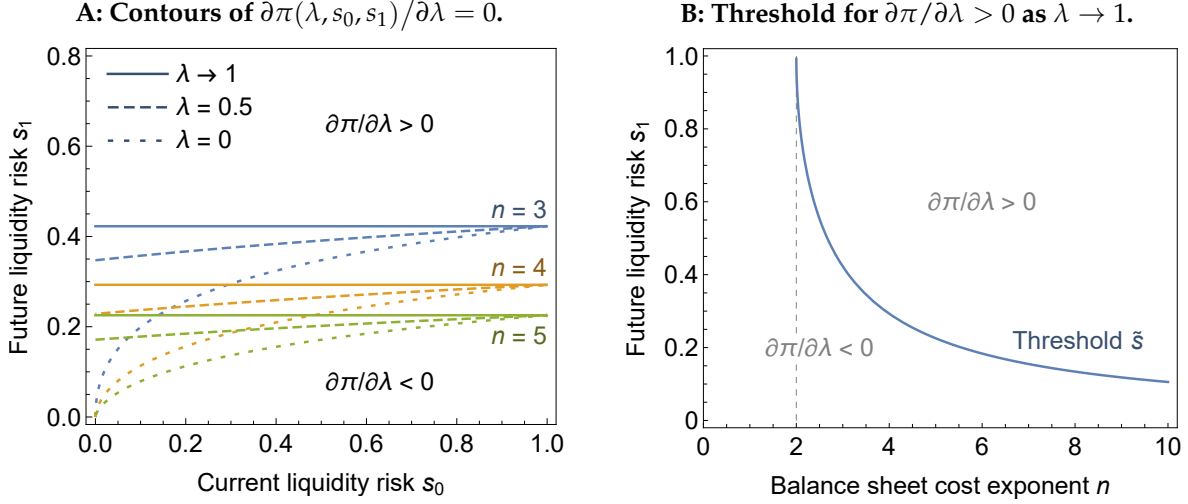 A: Contours of ∂π(λ, s₀, s₁)/∂λ = 0.
0.8
0.6
0.4
0.2
0.0
Future liquidity risk s₁
λ → 1
λ = 0.5
λ = 0
∂π/∂λ > 0
n = 3
n = 4
n = 5
∂π/∂λ < 0
0.0 0.2 0.4 0.6 0.8 1.0
Current liquidity risk s₀
B: Threshold for ∂π/∂λ > 0 as λ → 1.
1.0
0.8
0.6
0.4
0.2
0
Future liquidity risk s₁
∂π/∂λ > 0
∂π/∂λ < 0
Threshold s̃
0 2 4 6 8 10
Balance sheet cost exponent n